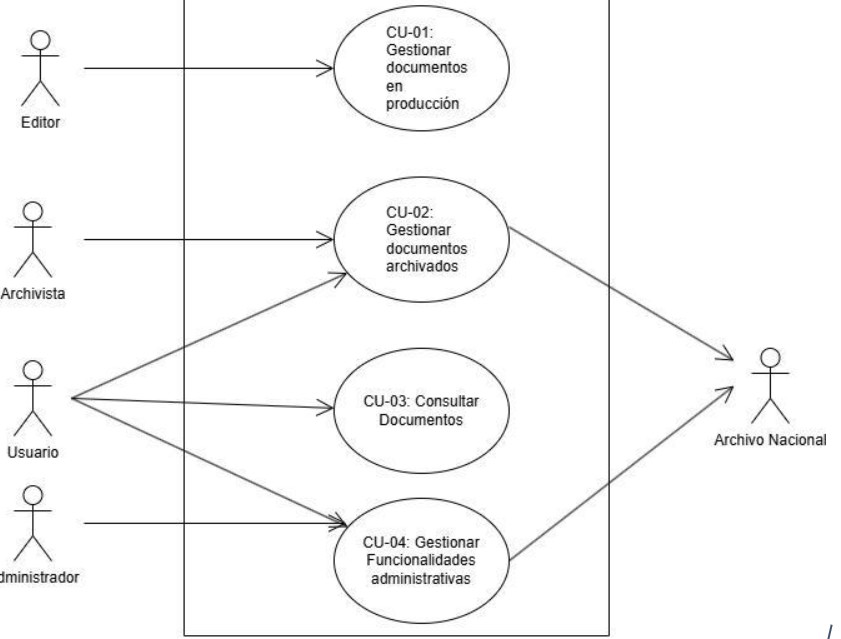 CU-01:
Gestionar
documentos
en
producción
Editor
CU-02:
Gestionar
documentos
archivados
Archivista
CU-03: Consultar
Documentos
Archivo Nacional
Usuario
CU-04: Gestionar
Funcionalidades
administrativas
dministrador
/